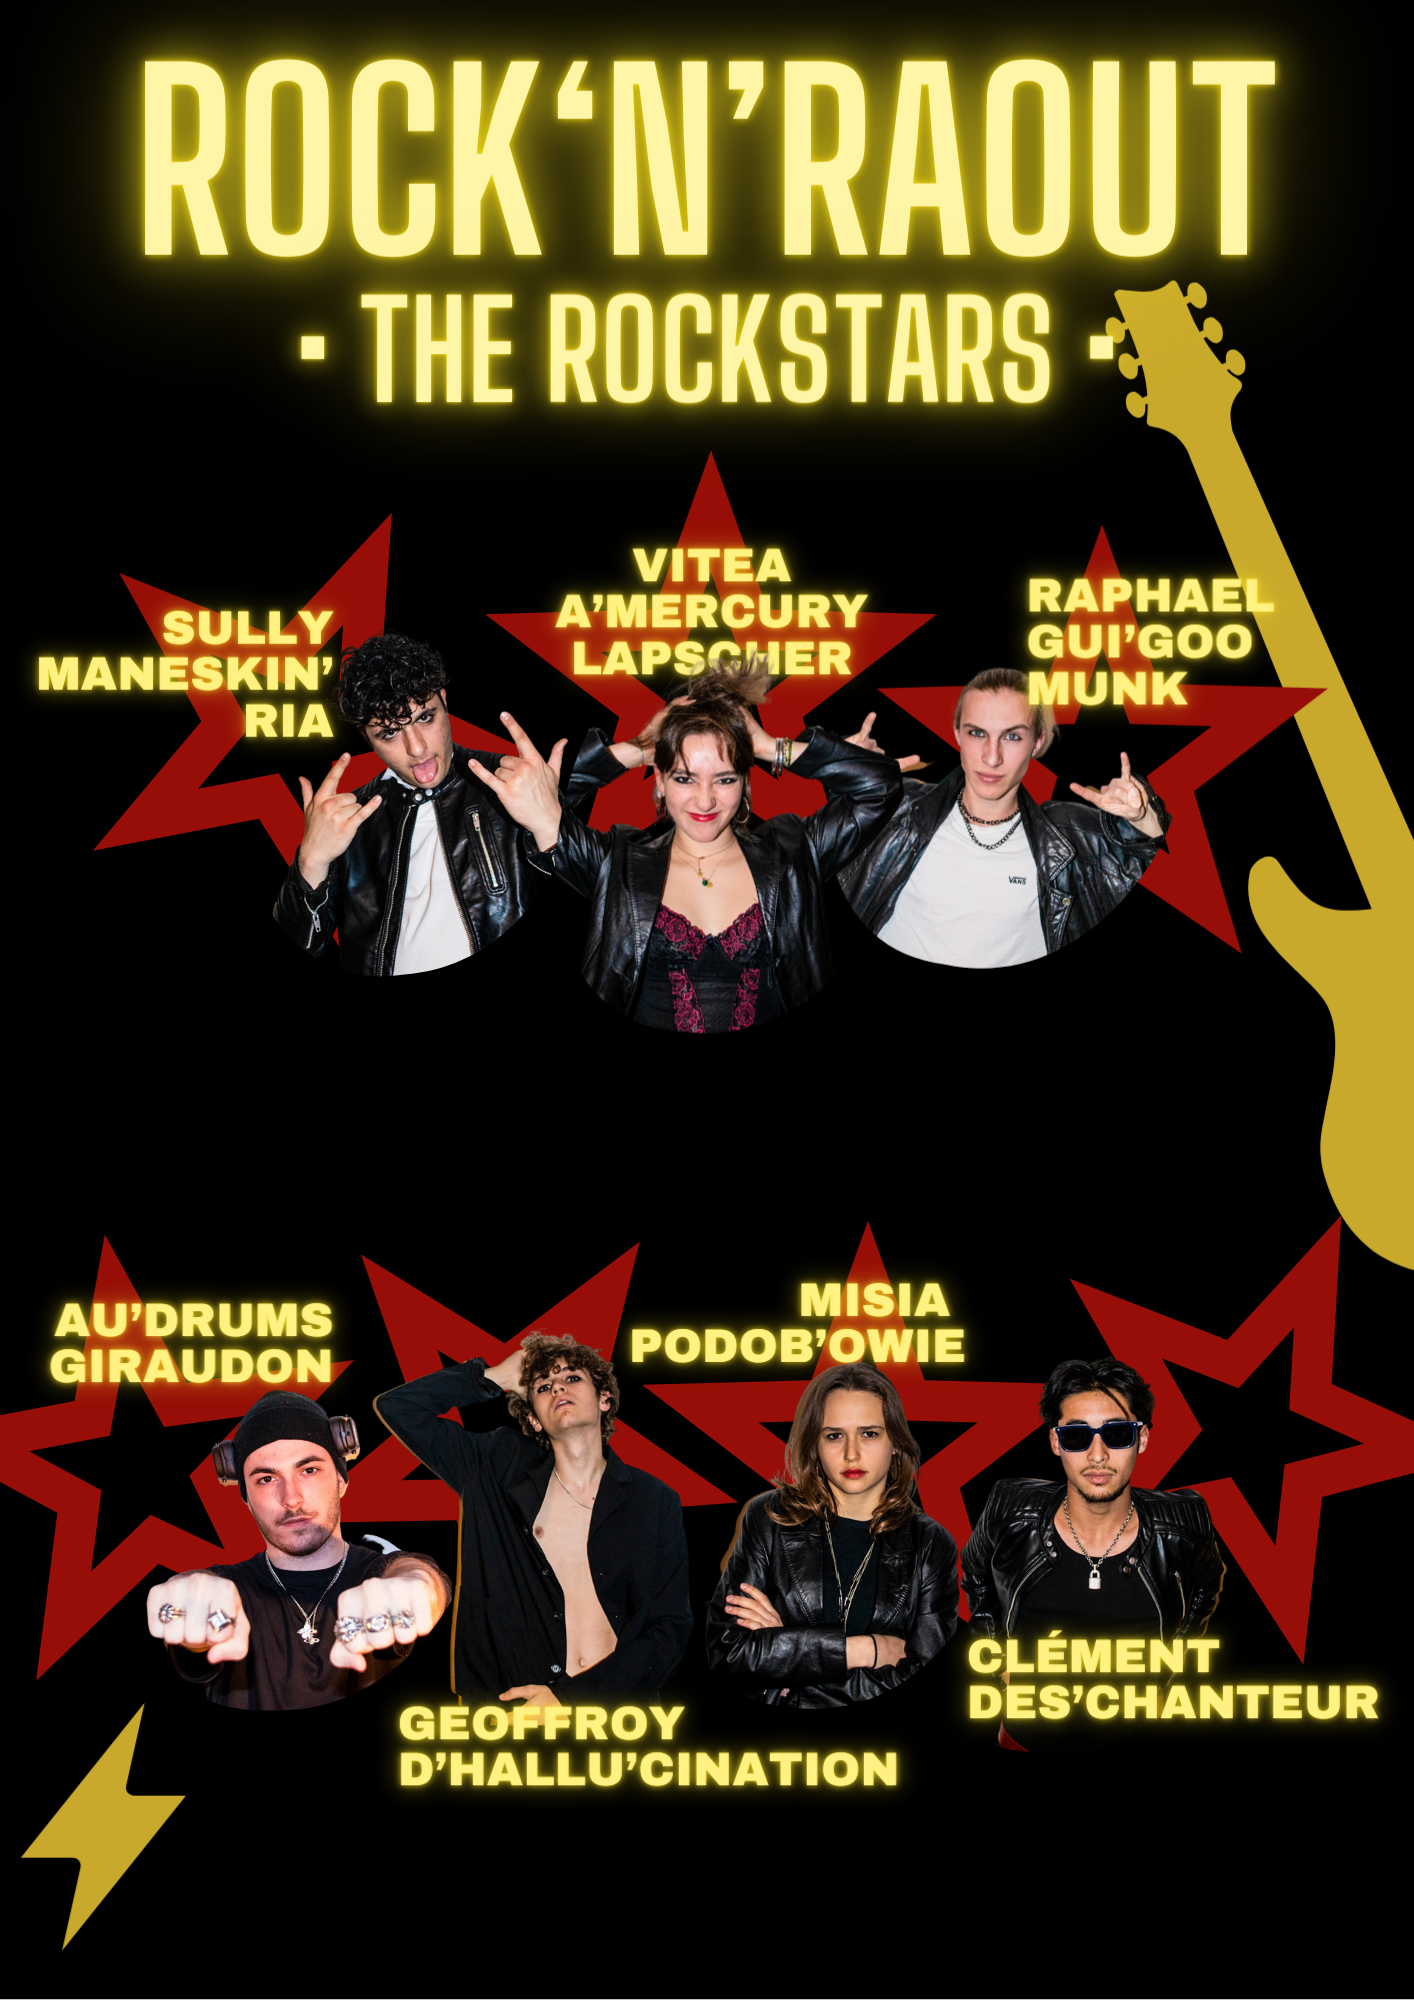 ROCK‘N’RAOUT
· THE ROCKSTARS ·
SULLY
MANESKIN’
RIA
VITEA
A’MERCURY
LAPSCHER
RAPHAEL
GUI’GOO
MUNK
VANS
AU’DRUMS
GIRAUDON
GEOFFROY
D’HALLU’CINATION
MISIA
PODOB’OWIE
CLÉMENT
DES’CHANTEUR